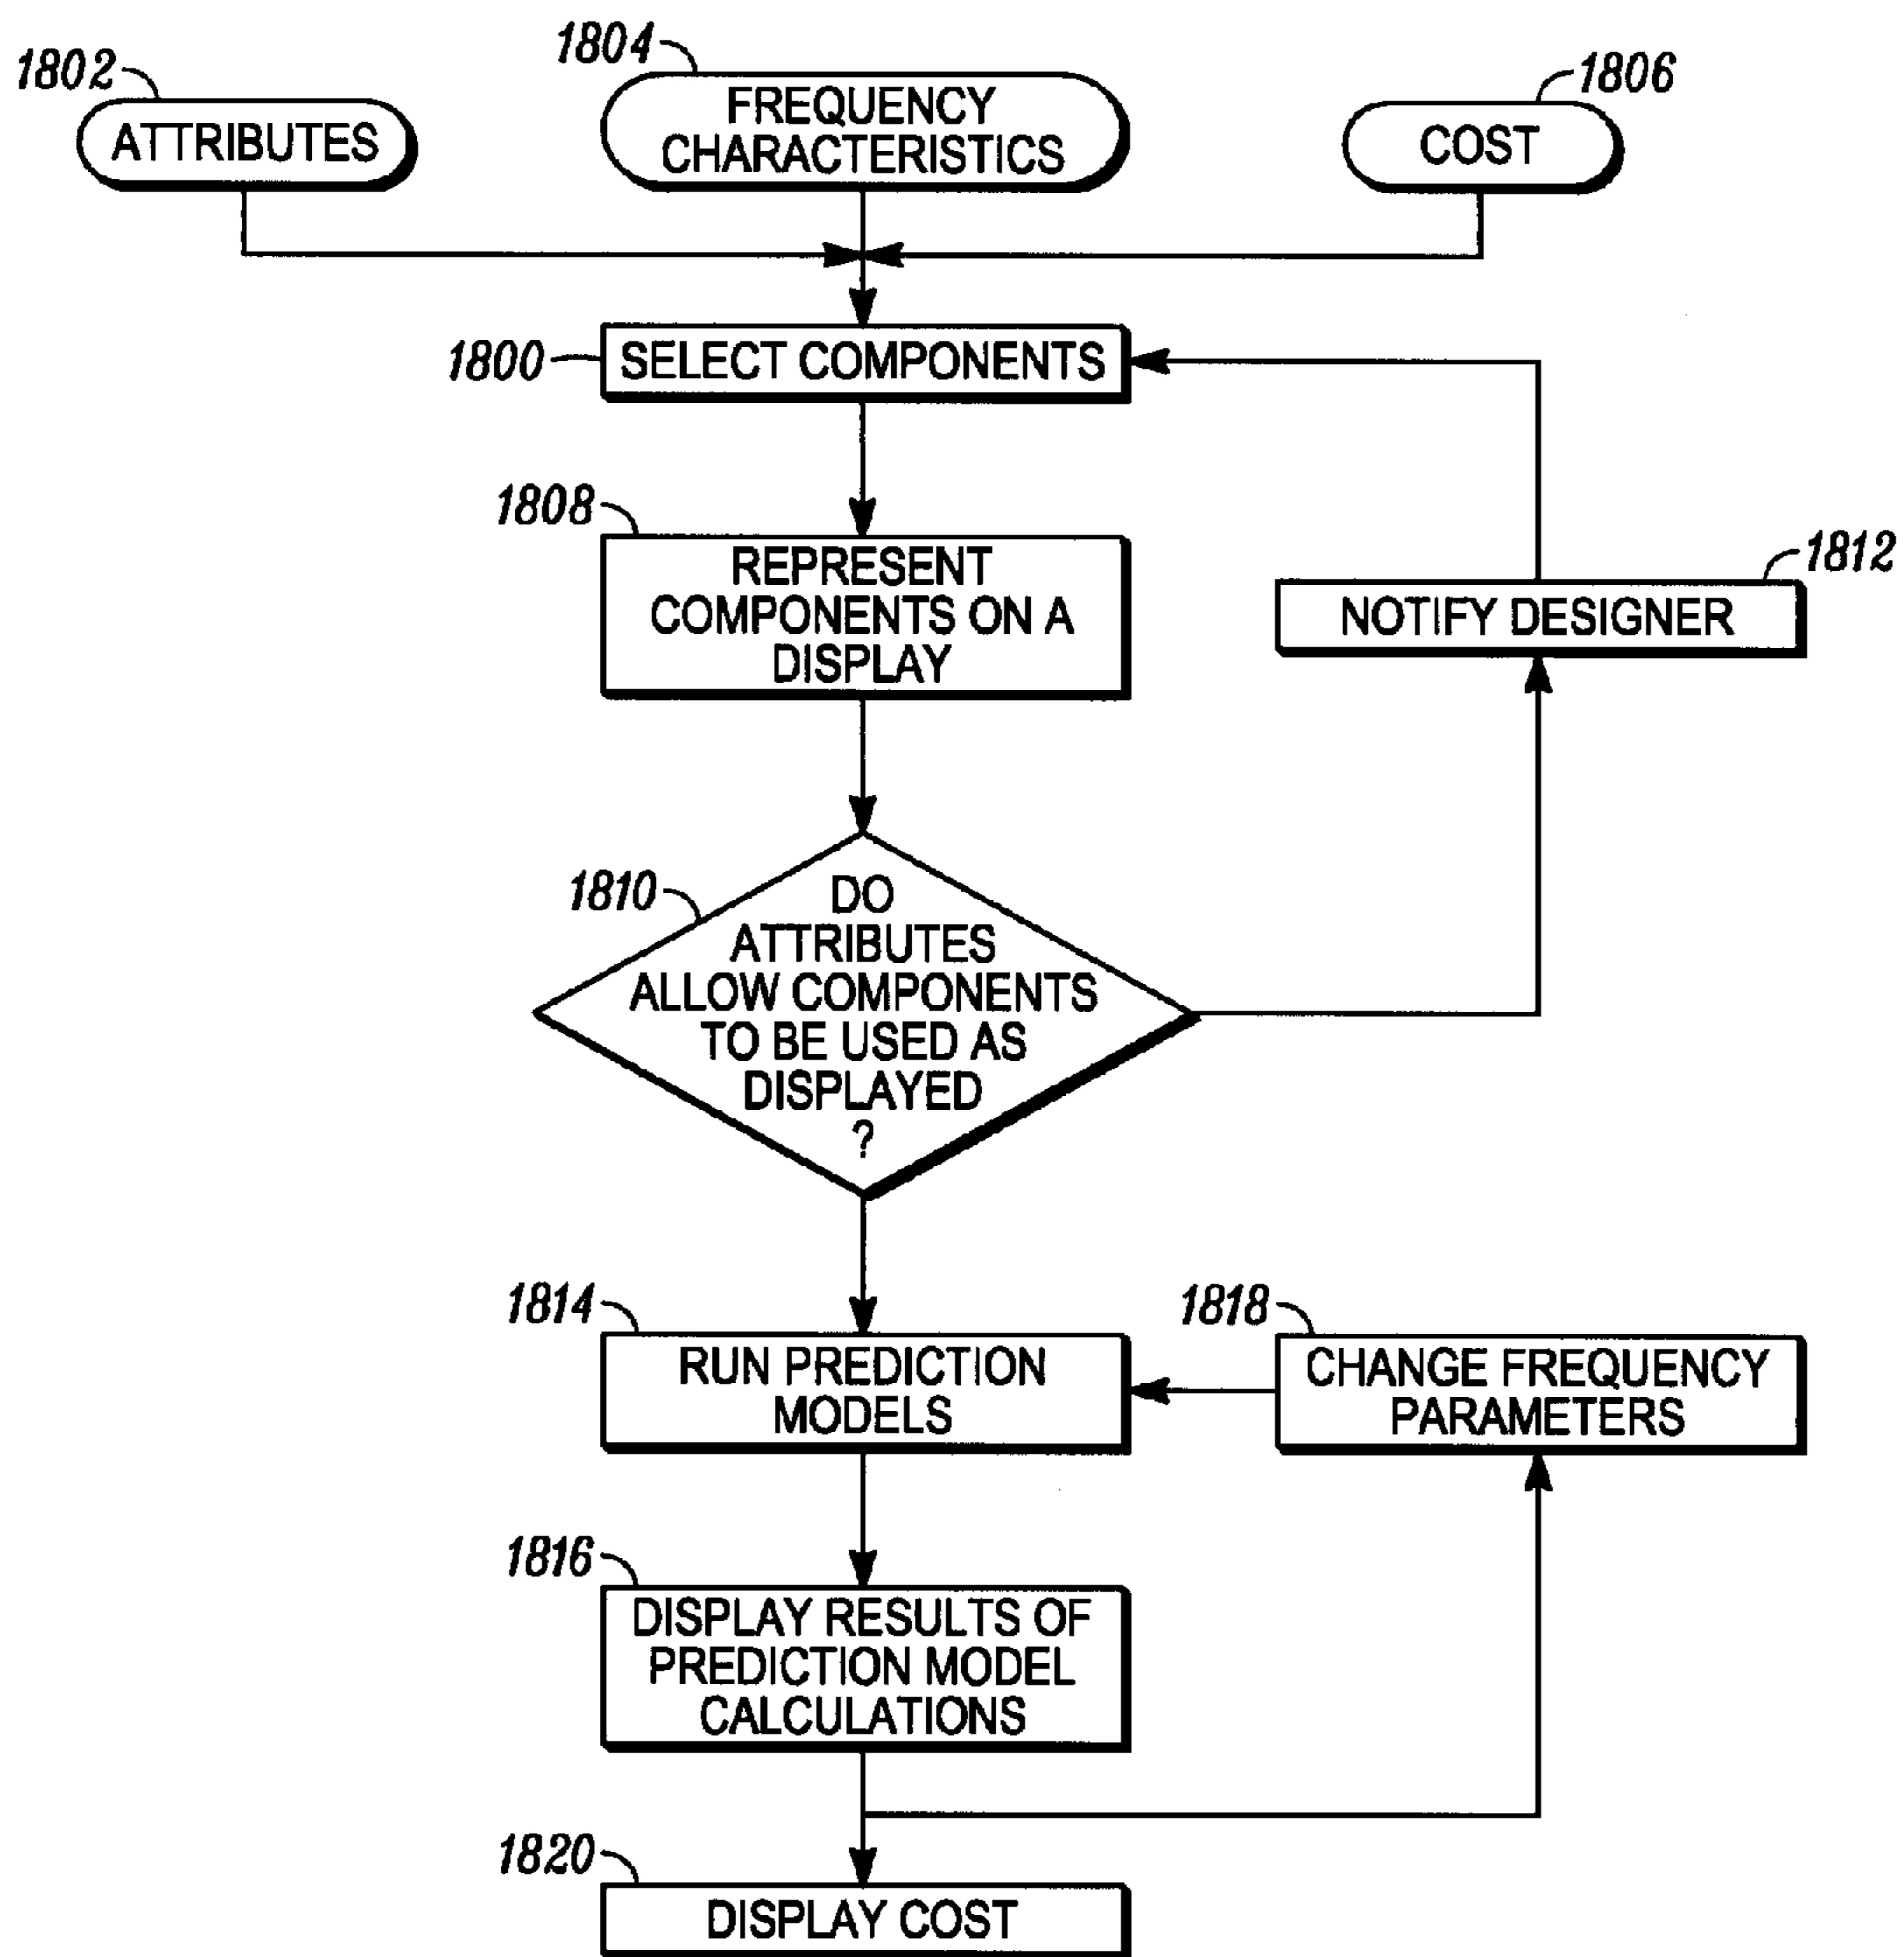 1802
ATTRIBUTES
1804
FREQUENCY
CHARACTERISTICS
1806
COST
1800
SELECT COMPONENTS
1808
REPRESENT
COMPONENTS ON A
DISPLAY
1812
NOTIFY DESIGNER
1810
DO
ATTRIBUTES
ALLOW COMPONENTS
TO BE USED AS
DISPLAYED
?
1814
RUN PREDICTION
MODELS
1818
CHANGE FREQUENCY
PARAMETERS
1816
DISPLAY RESULTS OF
PREDICTION MODEL
CALCULATIONS
1820
DISPLAY COST